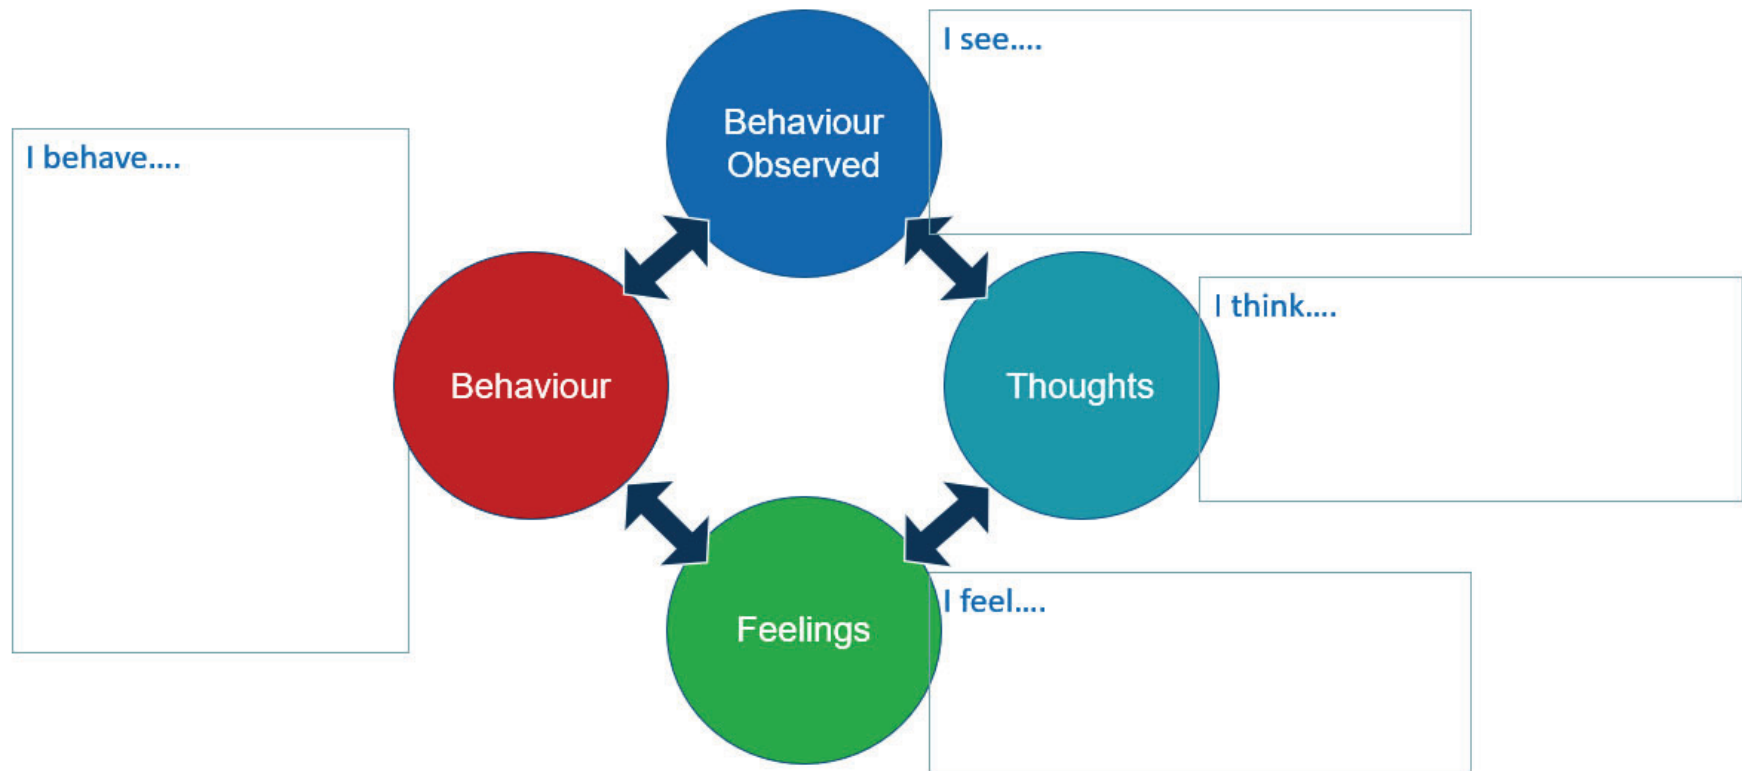 I see....
Behaviour
Observed
I behave....
I think....
Behaviour
Thoughts
I feel....
Feelings